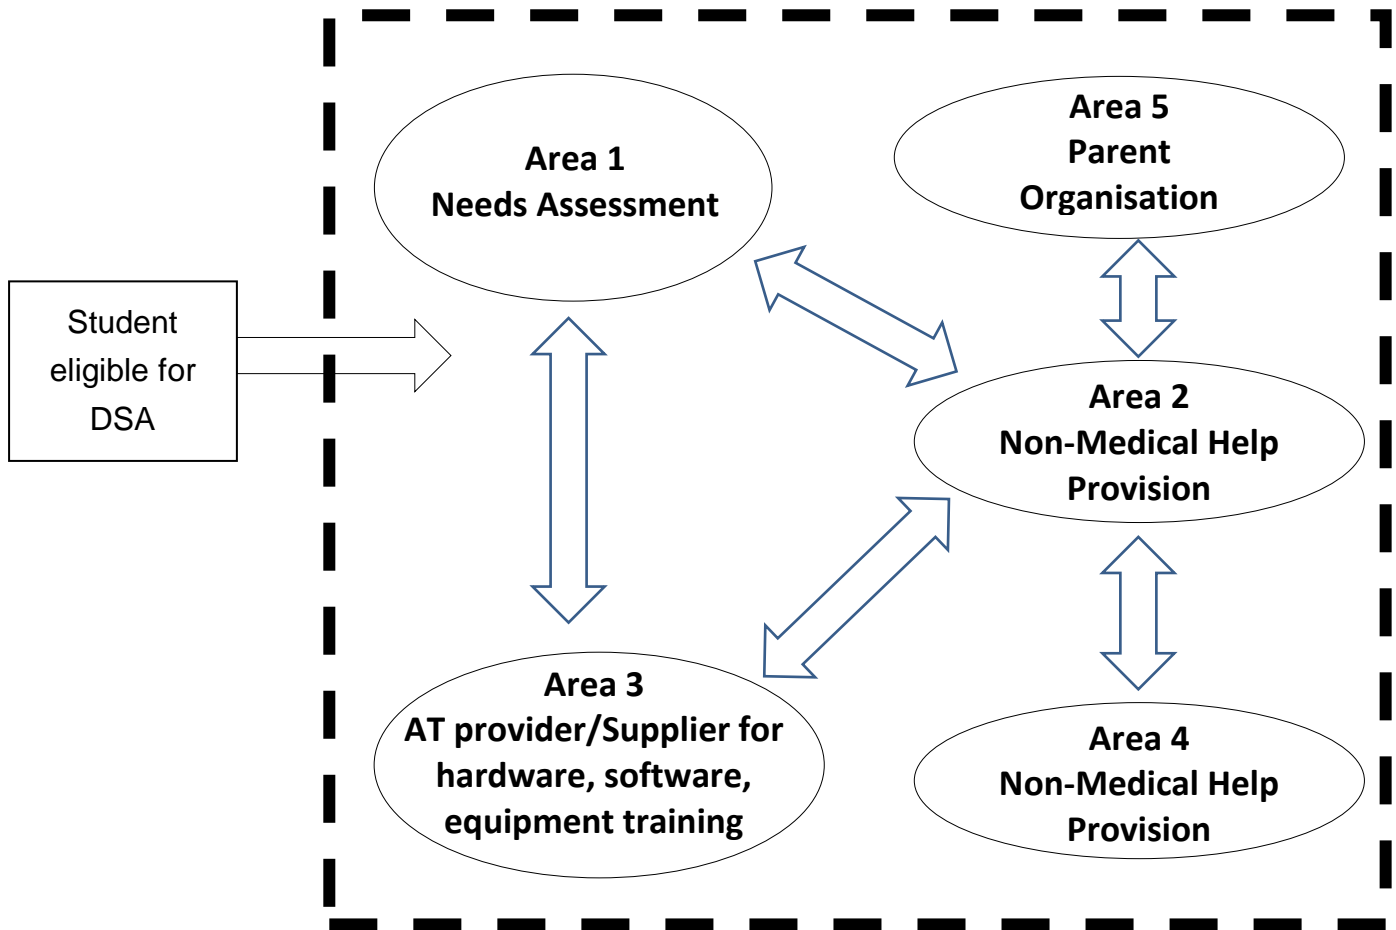 Student
eligible for
DSA
Area 1
Needs Assessment
Area 5
Parent
Organisation
Area 2
Non-Medical Help
Provision
Area 3
AT provider/Supplier for
hardware, software,
equipment training
Area 4
Non-Medical Help
Provision